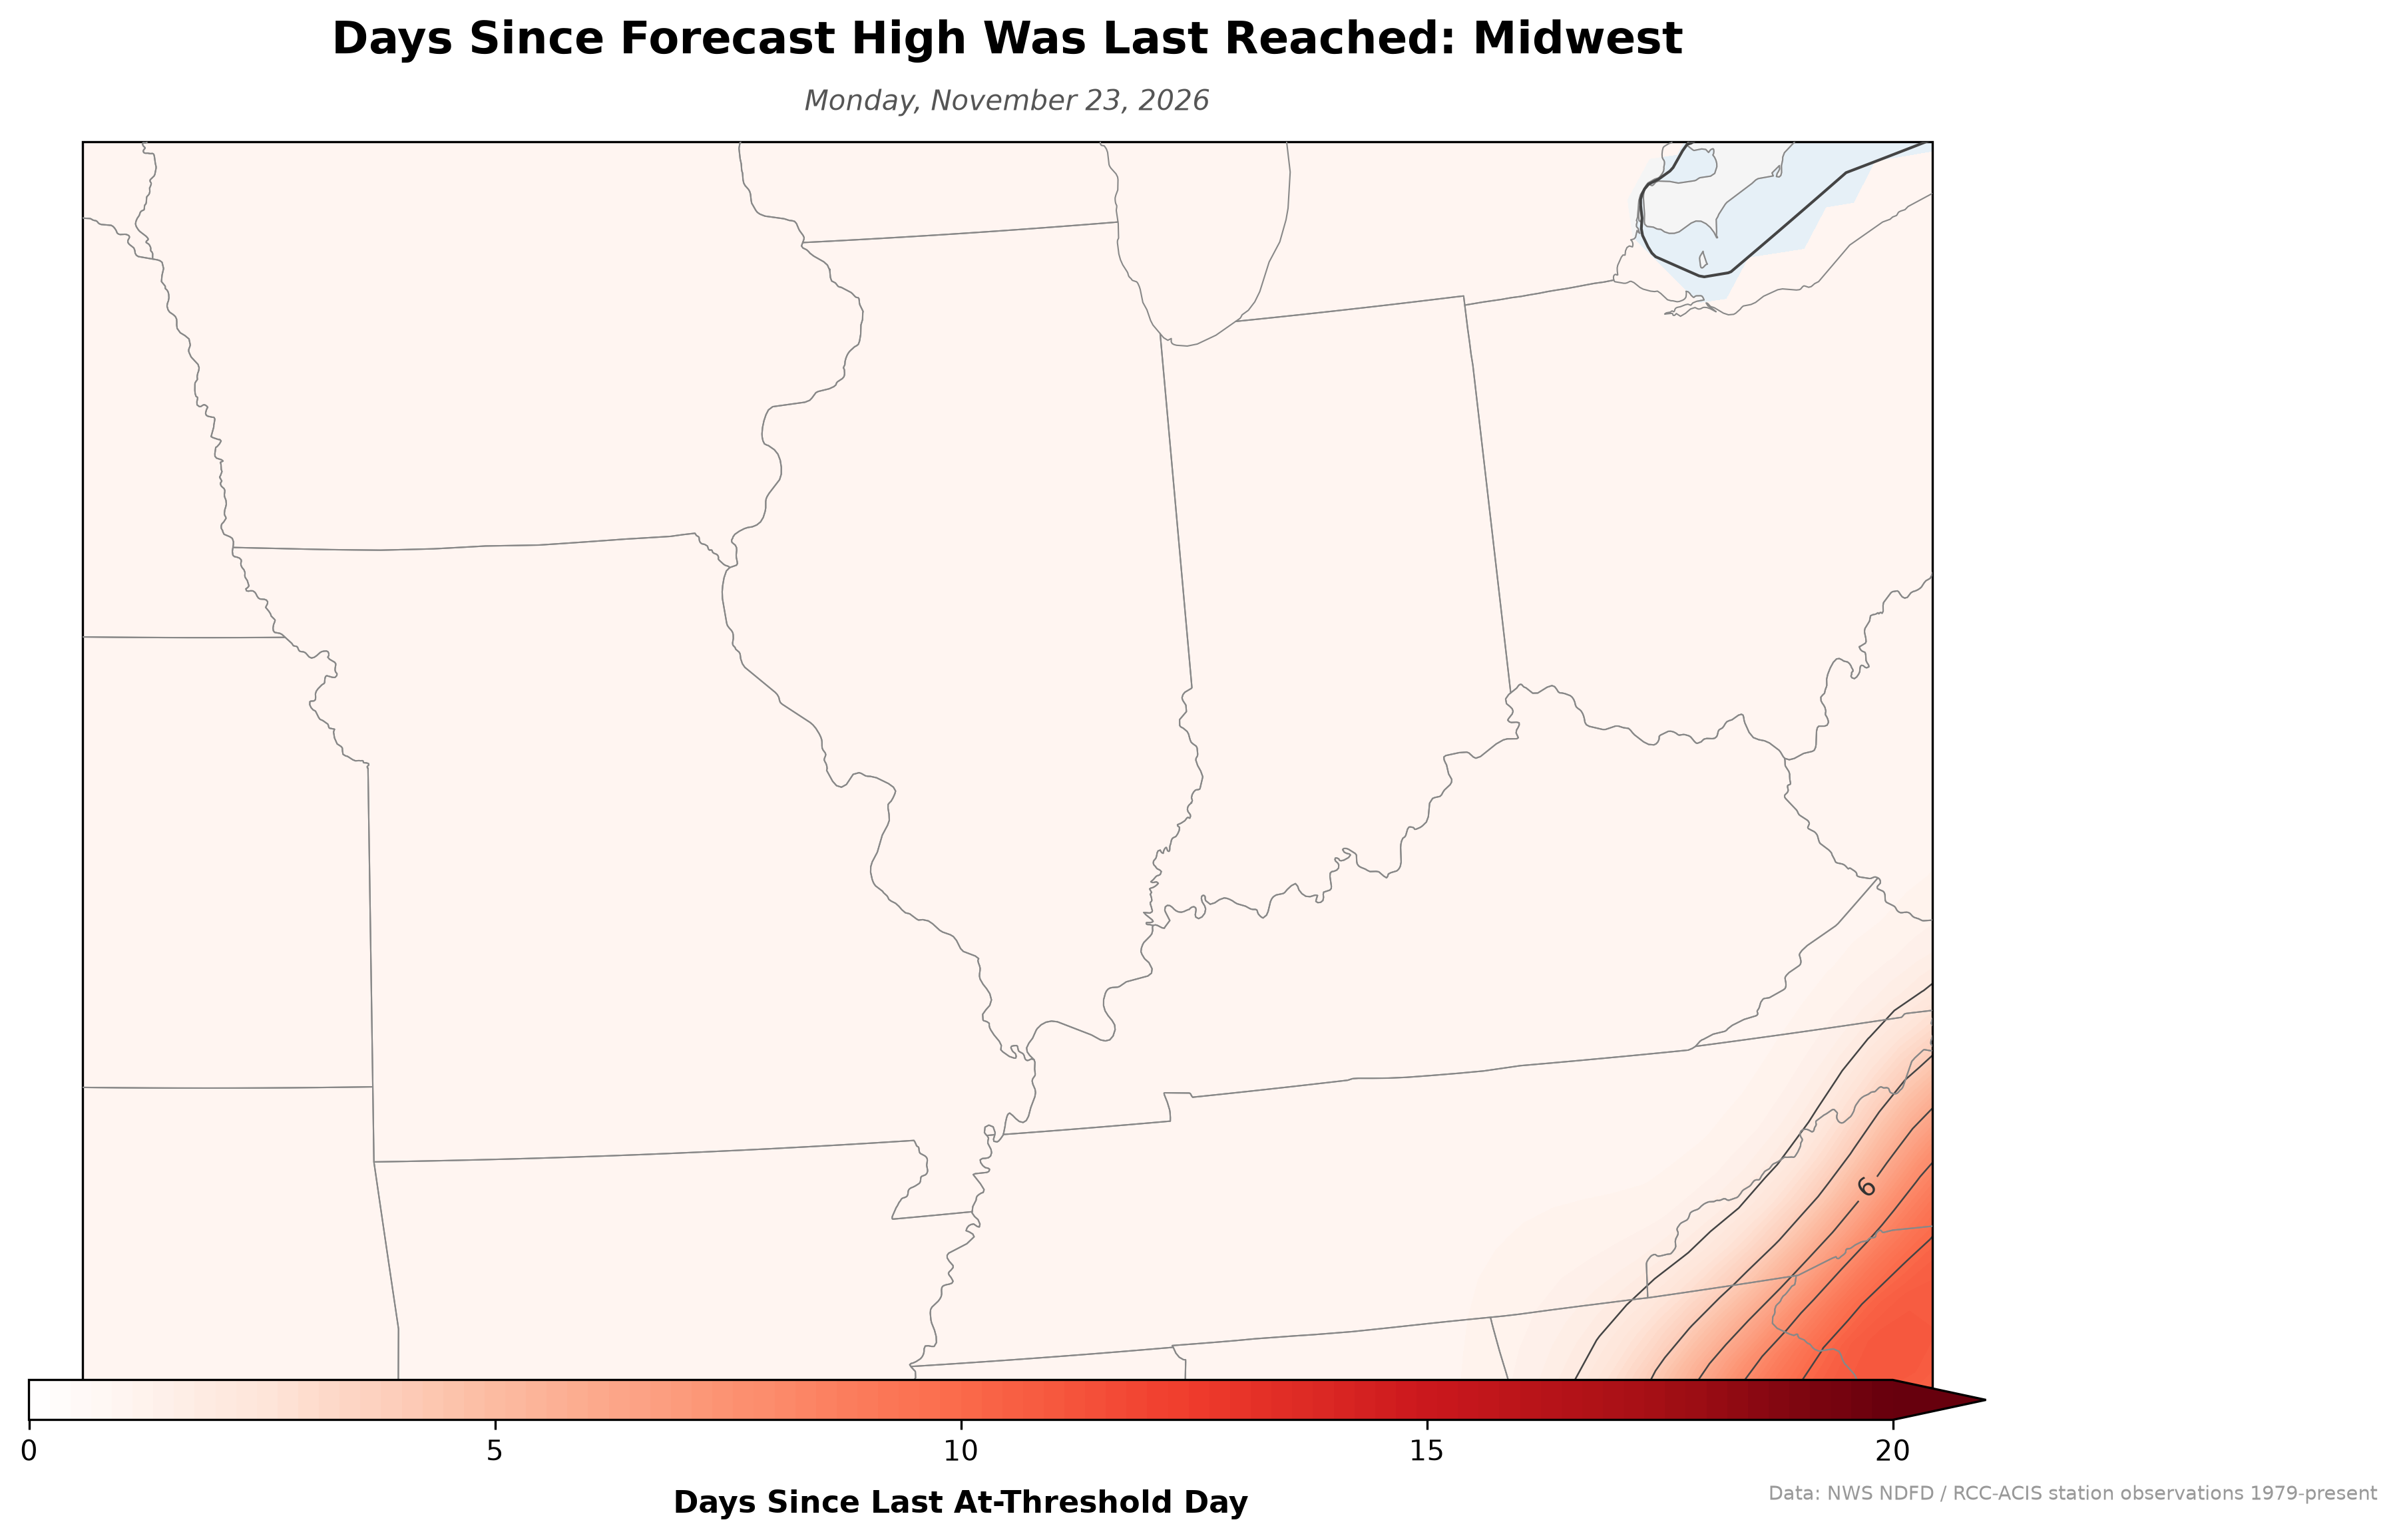 Days Since Forecast High Was Last Reached: Midwest
Monday, November 23, 2026
6
0 5 10 15 20
Days Since Last At-Threshold Day
Data: NWS NDFD / RCC-ACIS station observations 1979-present